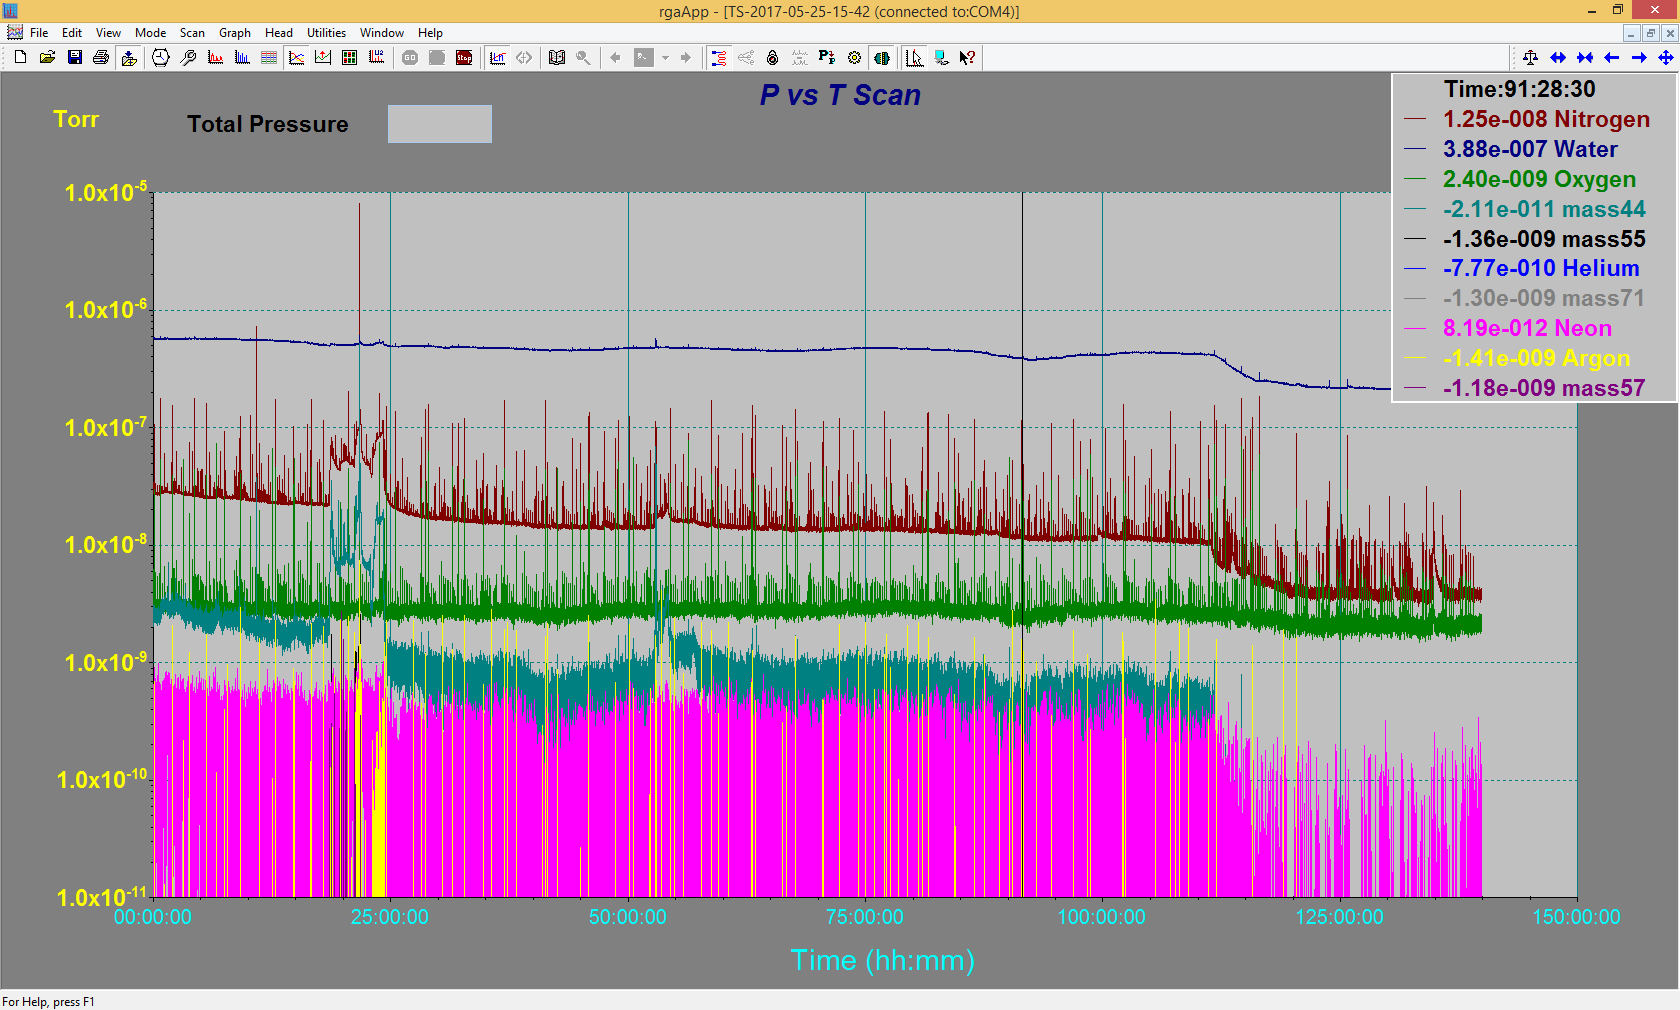 rgaApp - [TS-2017-05-25-15-42 (connected to:COM4)]
File Edit View Mode Scan Graph Head Utilities Window Help
GO Stop
P vs T Scan
Torr
Total Pressure
Time:91:28:30
1.25e-008 Nitrogen
3.88e-007 Water
2.40e-009 Oxygen
-2.11e-011 mass44
-1.36e-009 mass55
-7.77e-010 Helium
-1.30e-009 mass71
8.19e-012 Neon
-1.41e-009 Argon
-1.18e-009 mass57
1.0x10-5
1.0x10-6
1.0x10-7
1.0x10-8
1.0x10-9
1.0x10-10
1.0x10-11
00:00:00 25:00:00 50:00:00 75:00:00 100:00:00 125:00:00 150:00:00
Time (hh:mm)
For Help, press F1